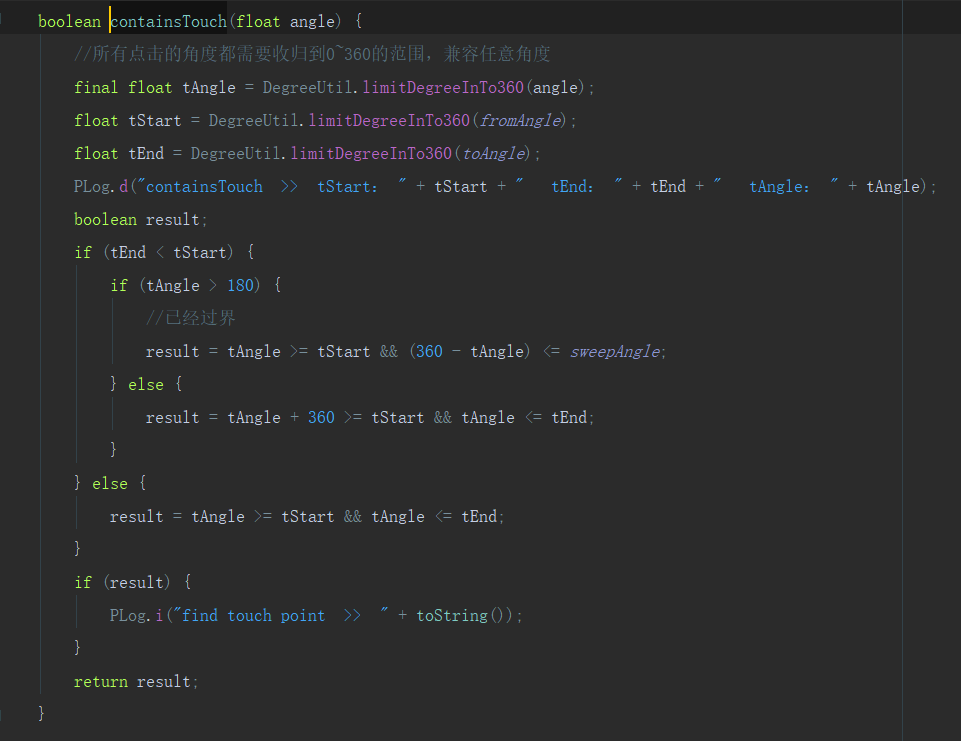 boolean containsTouch(float angle) {
//所有点击的角度都需要收归到0~360的范围，兼容任意角度
final float tAngle = DegreeUtil.limitDegreeInTo360(angle);
float tStart = DegreeUtil.limitDegreeInTo360(fromAngle);
float tEnd = DegreeUtil.limitDegreeInTo360(toAngle);
PLog.d("containsTouch  >>  tStart： " + tStart + "   tEnd： " + tEnd + "   tAngle： " + tAngle);
boolean result;
if (tEnd < tStart) {
if (tAngle > 180) {
//已经过界
result = tAngle >= tStart && (360 - tAngle) <= sweepAngle;
} else {
result = tAngle + 360 >= tStart && tAngle <= tEnd;
}
} else {
result = tAngle >= tStart && tAngle <= tEnd;
}
if (result) {
PLog.i("find touch point  >>  " + toString());
}
return result;
}